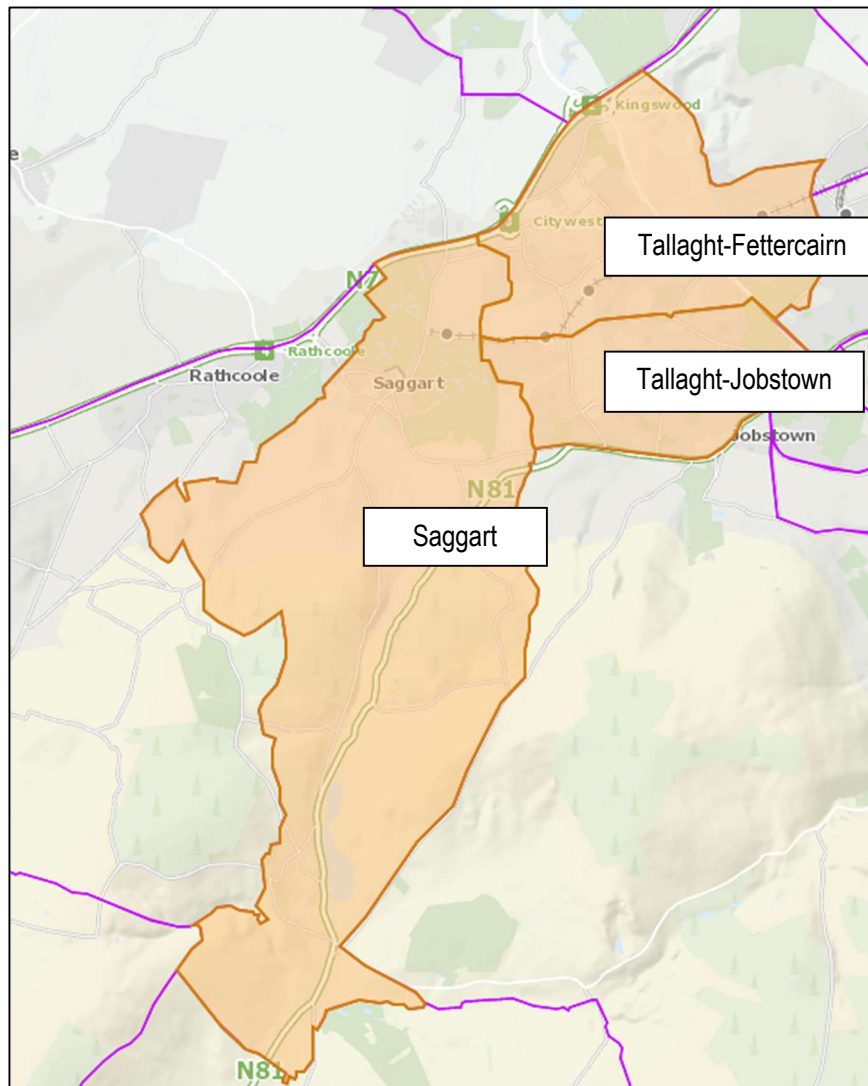 e
Kingswood
Citywest
Tallaght-Fettercairn
N7
Rathcoole
Rathcoole
Saggart
Tallaght-Jobstown
Jobstown
N81
Saggart
N81